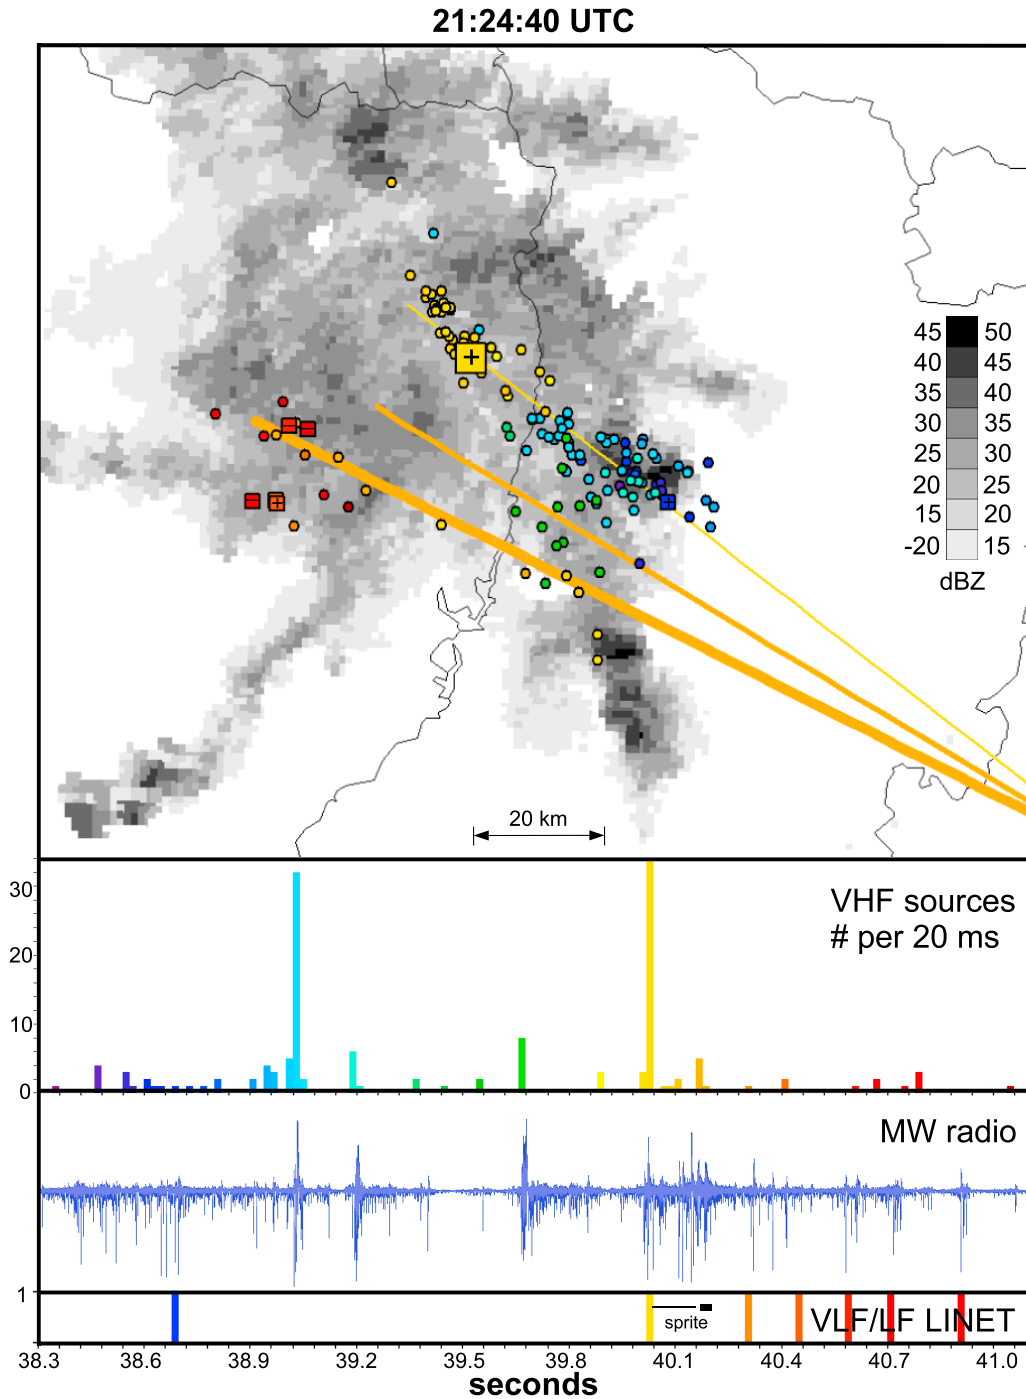 21:24:40 UTC
45 50
40 45
35 40
30 35
25 30
20 25
15 20
-20 15
dBZ
20 km
30
20
10
0
VHF sources
# per 20 ms
MW radio
1
sprite
VLF/LF LINET
38.3 38.6 38.9 39.2 39.5 39.8 40.1 40.4 40.7 41.0
seconds